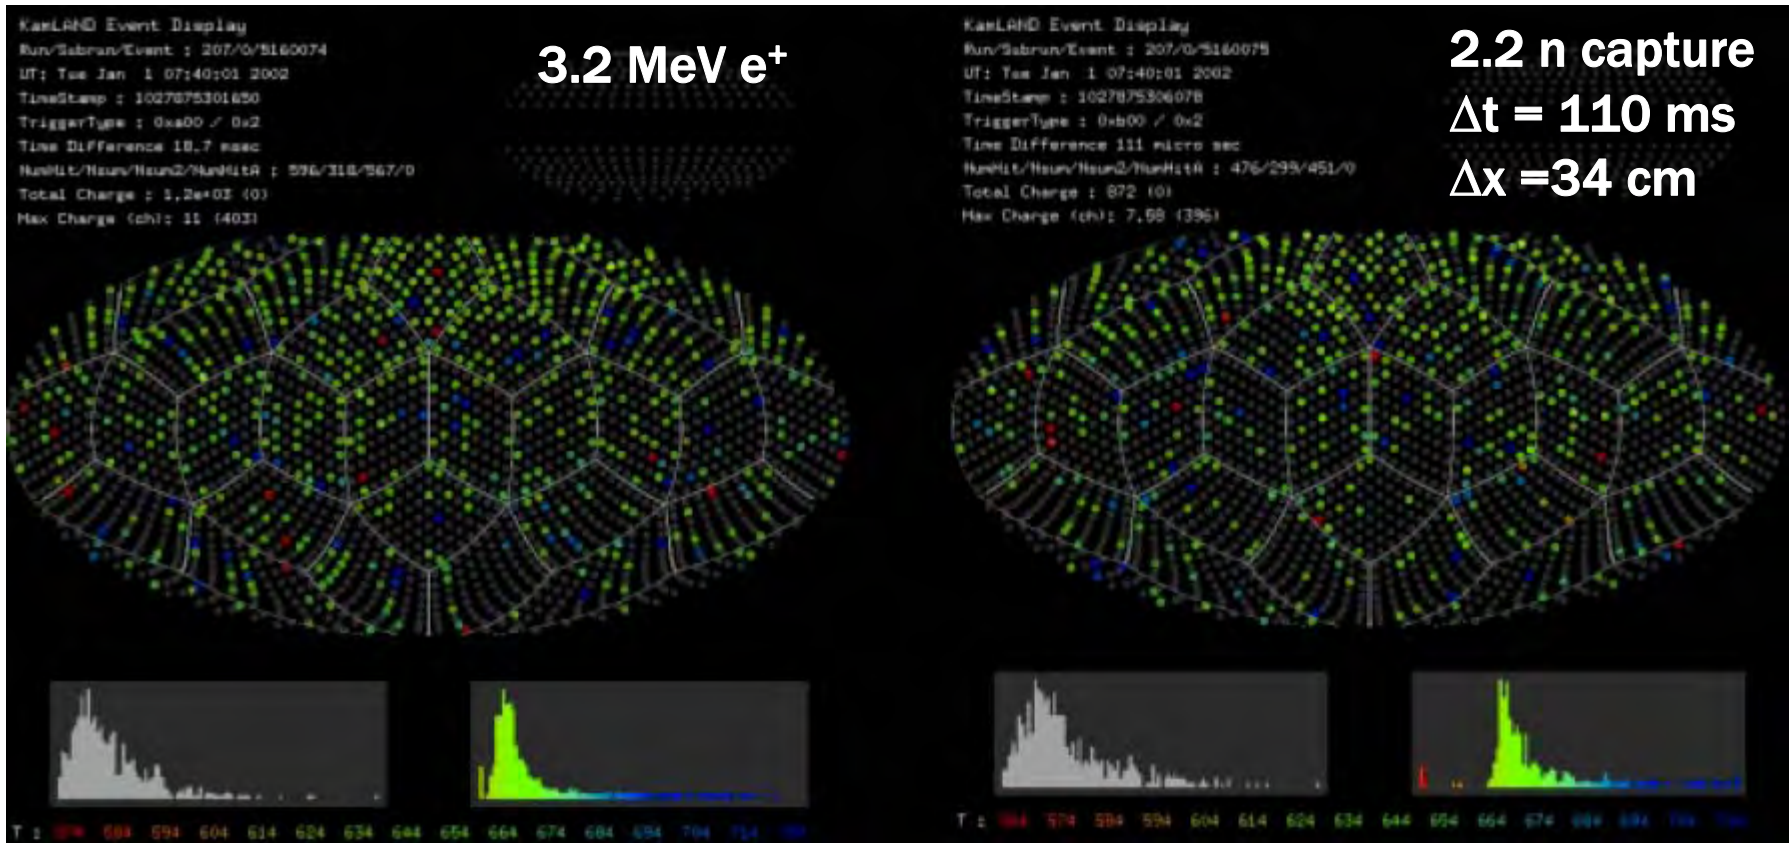 KamLAND Event Display
Run/Subrun/Event : 207/0/5160074
UT: Tue Jan 1 07:40:01 2002
TimeStamp : 1027875301650
TriggerType : 0xa00 / 0x2
Time Difference 18.7 msec
NumHit/Nsum/Nsum2/NumHitA : 596/318/567/0
Total Charge : 1.2e+03 (0)
Max Charge (ch): 11 (403)
3.2 MeV e⁺
KamLAND Event Display
Run/Subrun/Event : 207/0/5160075
UT: Tue Jan 1 07:40:01 2002
TimeStamp : 1027875306078
TriggerType : 0xb00 / 0x2
Time Difference 111 micro sec
NumHit/Nsum/Nsum2/NumHitA : 476/299/451/0
Total Charge : 872 (0)
Max Charge (ch): 7.58 (396)
2.2 n capture
Δt = 110 ms
Δx =34 cm
T : 584 594 604 614 624 634 644 654 664 674 684 694 704 714
T : 574 584 594 604 614 624 634 644 654 664 674 684 694